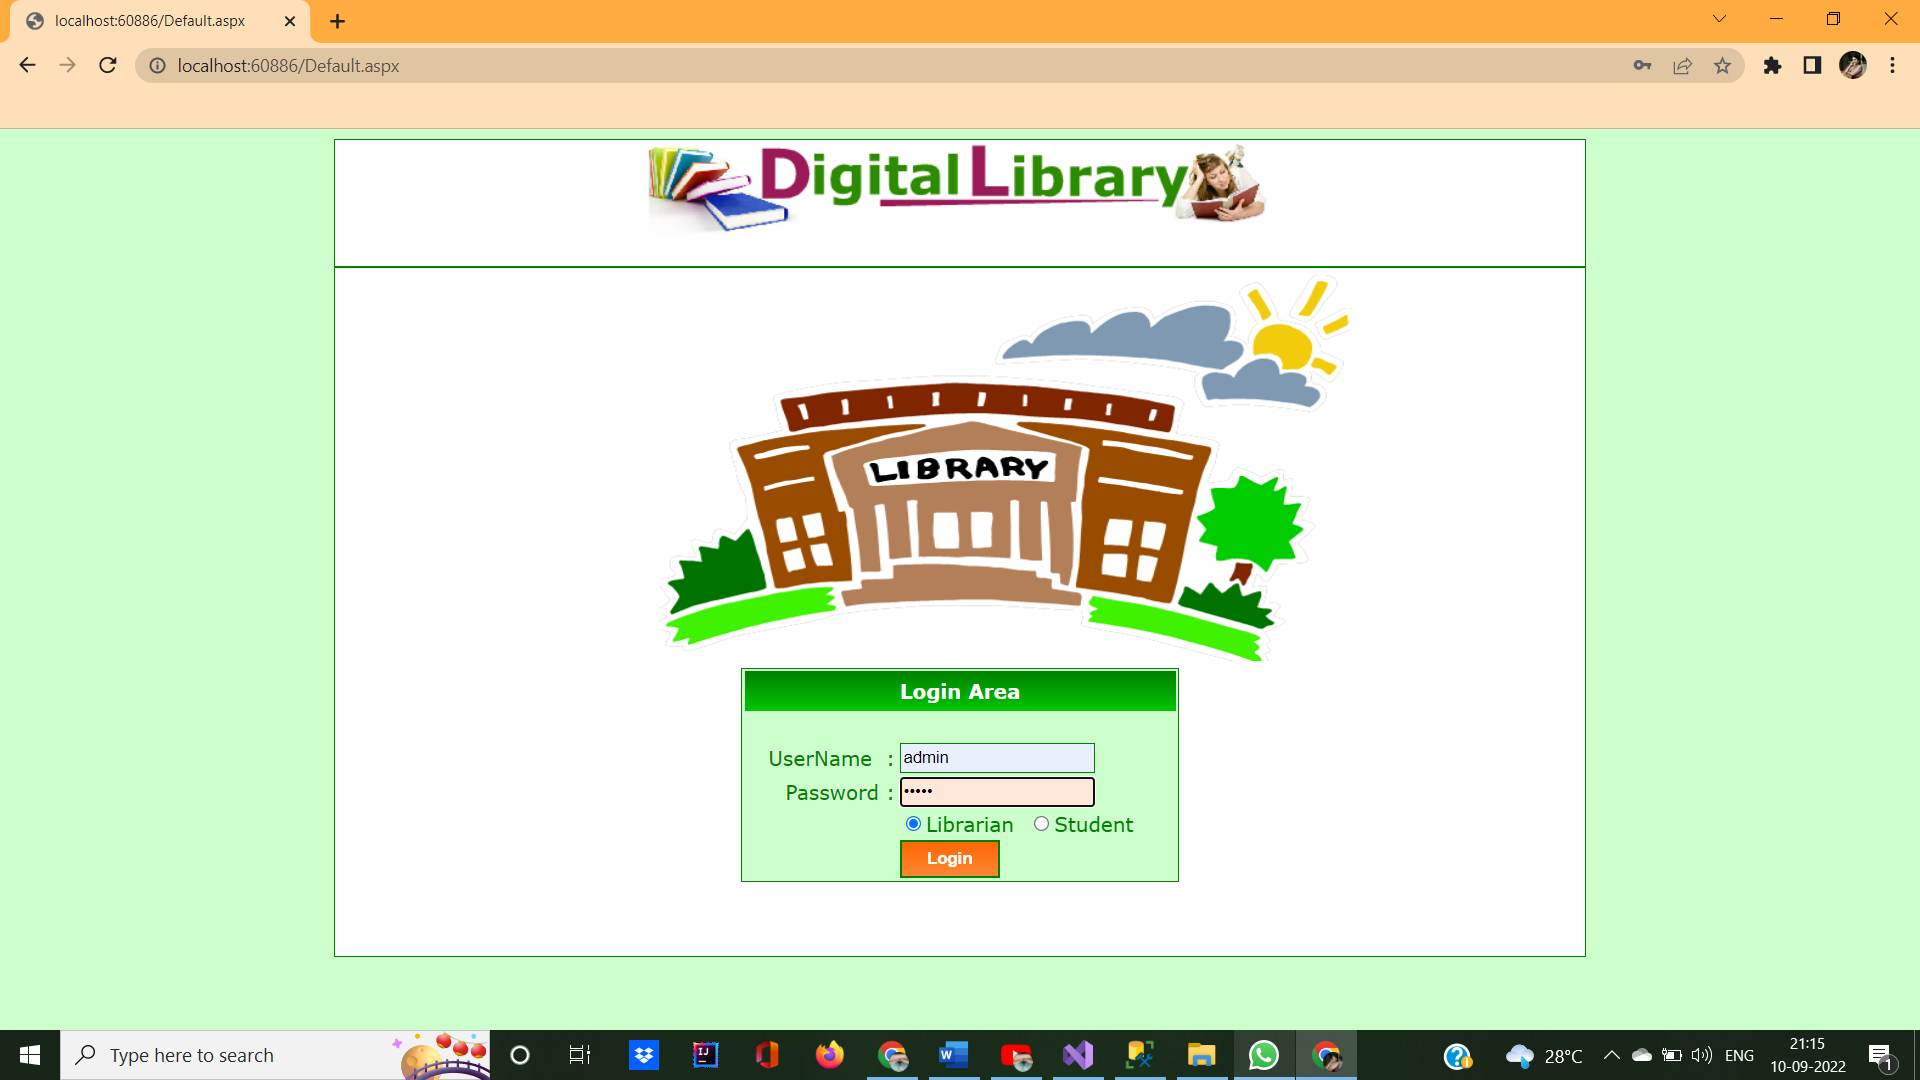 localhost:60886/Default.aspx
localhost:60886/Default.aspx
Digital Library
LIBRARY
Login Area
UserName : admin
Password : •••••
Librarian Student
Login
Type here to search
28°C
ENG
21:15
10-09-2022
1